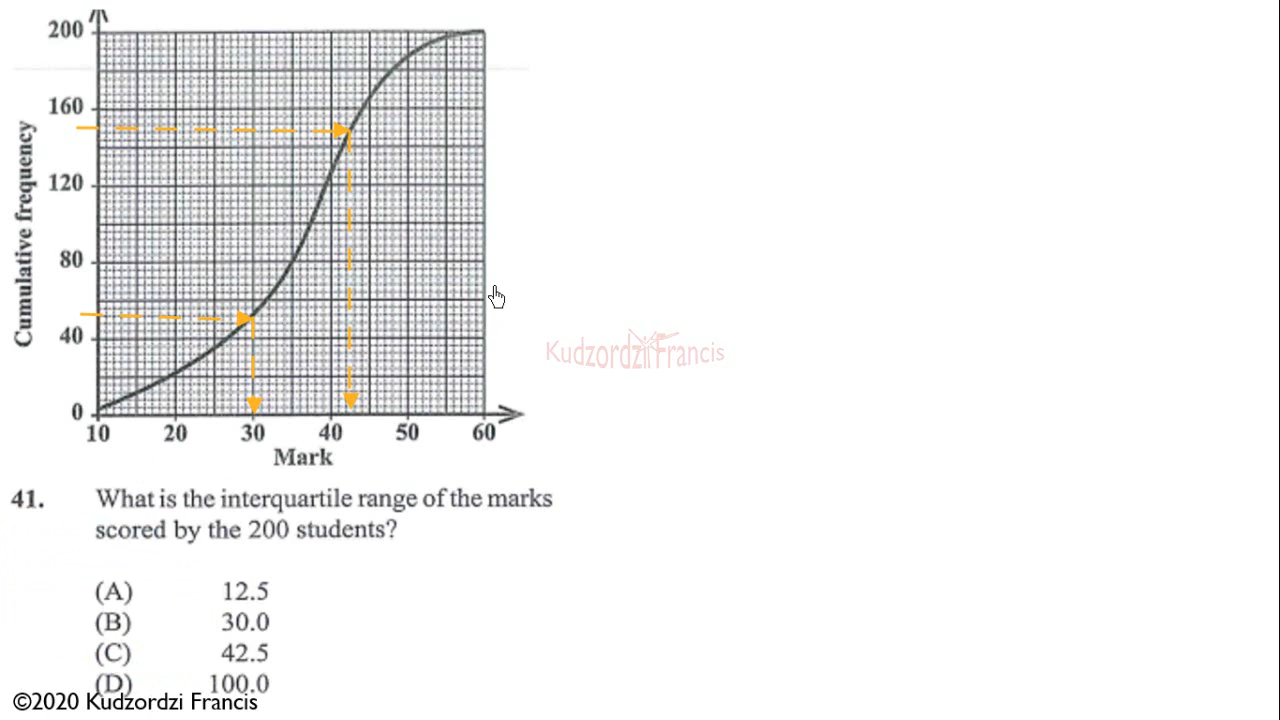 200
160
120
80
40
0
Cumulative frequency
10 20 30 40 50 60
Mark
Kudzordzi Francis
41. What is the interquartile range of the marks
scored by the 200 students?
(A) 12.5
(B) 30.0
(C) 42.5
(D) 100.0
©2020 Kudzordzi Francis